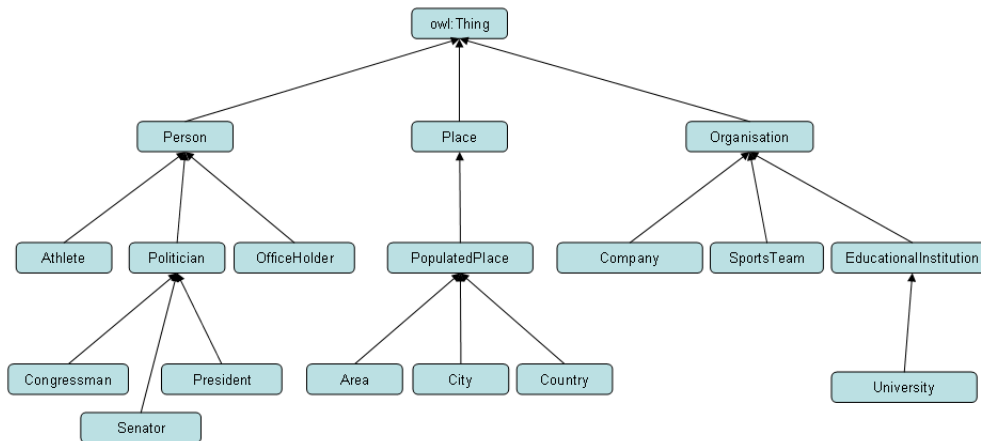 owl:Thing
Person
Place
Organisation
Athlete
Politician
OfficeHolder
PopulatedPlace
Company
SportsTeam
EducationalInstitution
Congressman
President
Area
City
Country
University
Senator